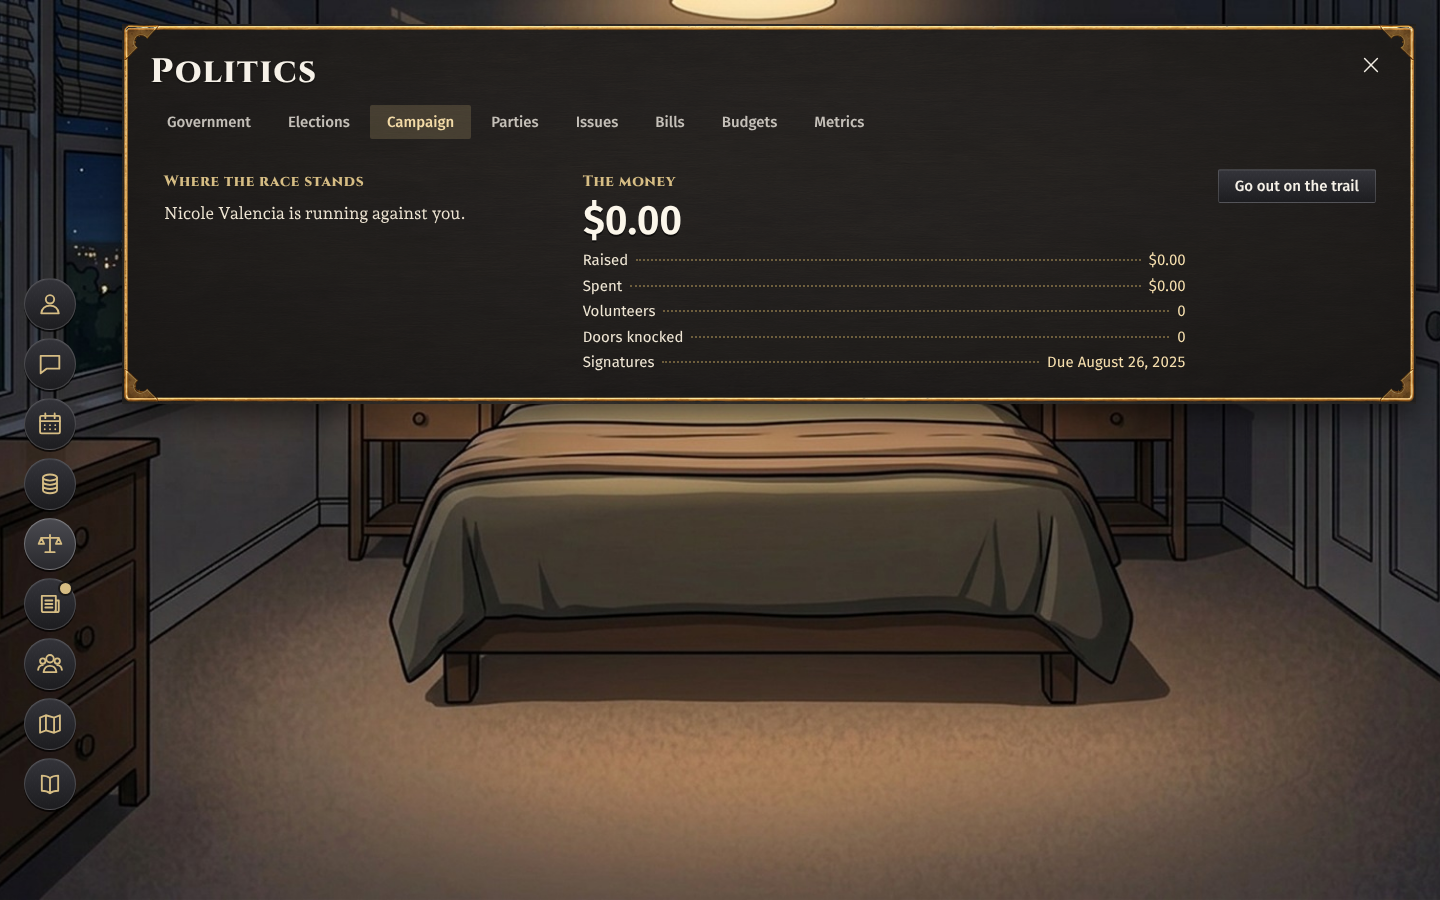 Politics
Government
Elections
Campaign
Parties
Issues
Bills
Budgets
Metrics
Where the race stands
Nicole Valencia is running against you.
The money
$0.00
Raised $0.00
Spent $0.00
Volunteers 0
Doors knocked 0
Signatures Due August 26, 2025
Go out on the trail